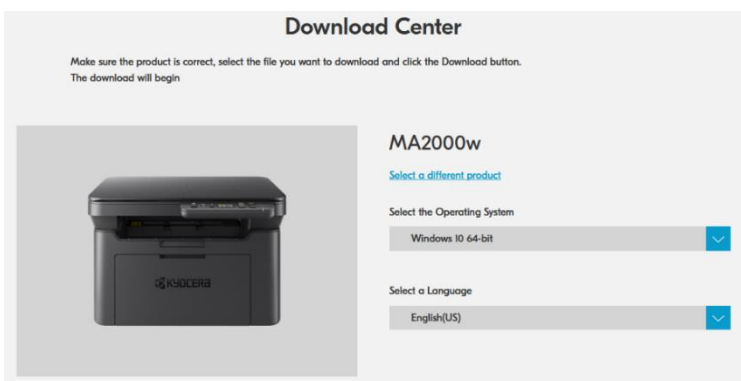 Download Center
Make sure the product is correct, select the file you want to download and click the Download button.
The download will begin
MA2000w
Select a different product
Select the Operating System
Windows 10 64-bit
KYOCERA
Select a Language
English(US)